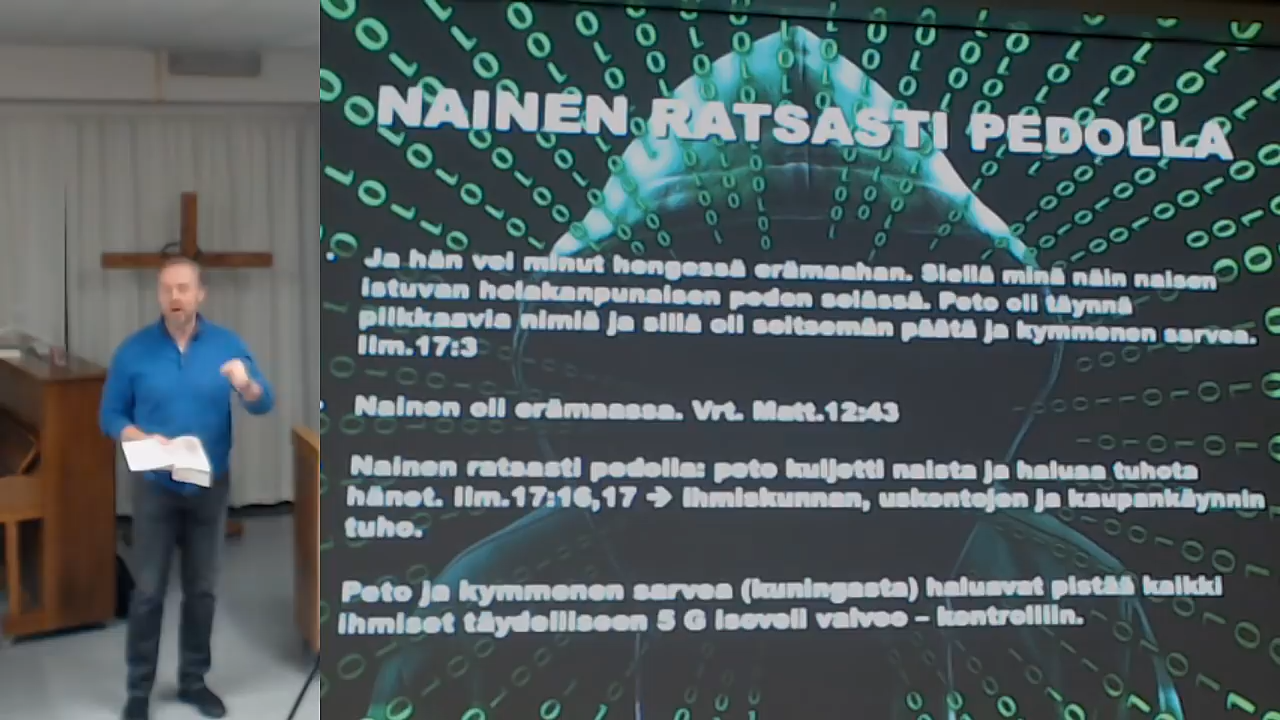 NAINEN RATSASTI PEDOLLA
Ja hän vei minut hengessä erämaahan. Siellä minä näin naisen
istuvan helakanpunaisen pedon selässä. Peto oli täynnä
pilkkaavia nimiä ja sillä oli seitsemän päätä ja kymmenen sarvea.
Ilm.17:3
Nainen oli erämaassa. Vrt. Matt.12:43
Nainen ratsasti pedolla: peto kuljetti naista ja haluaa tuhota
hänet. Ilm.17:16,17 → ihmiskunnan, uskontojen ja kaupankäynnin
tuho.
Peto ja kymmenen sarvea (kuningasta) haluavat pistää kaikki
ihmiset täydelliseen 5 G isoveli valvoo – kontrolliin.